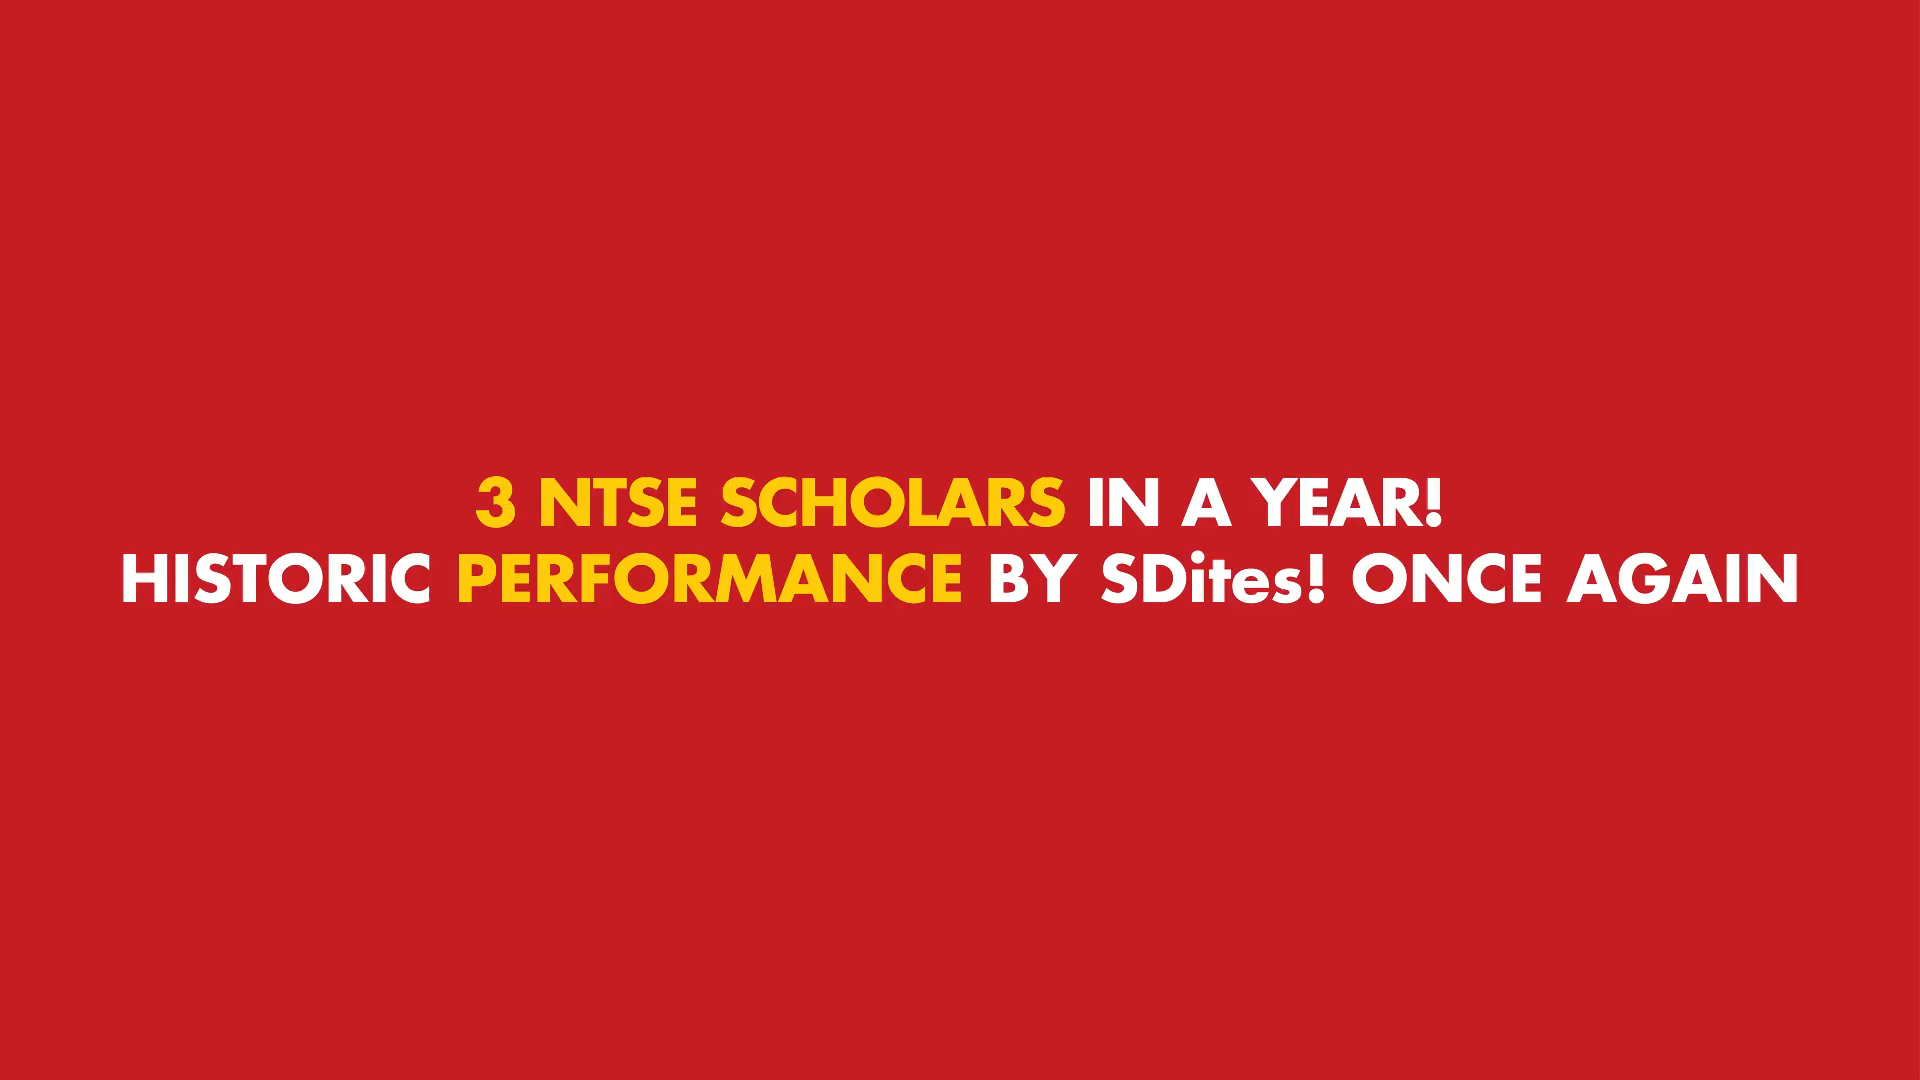 3 NTSE SCHOLARS IN A YEAR!
HISTORIC PERFORMANCE BY SDites! ONCE AGAIN